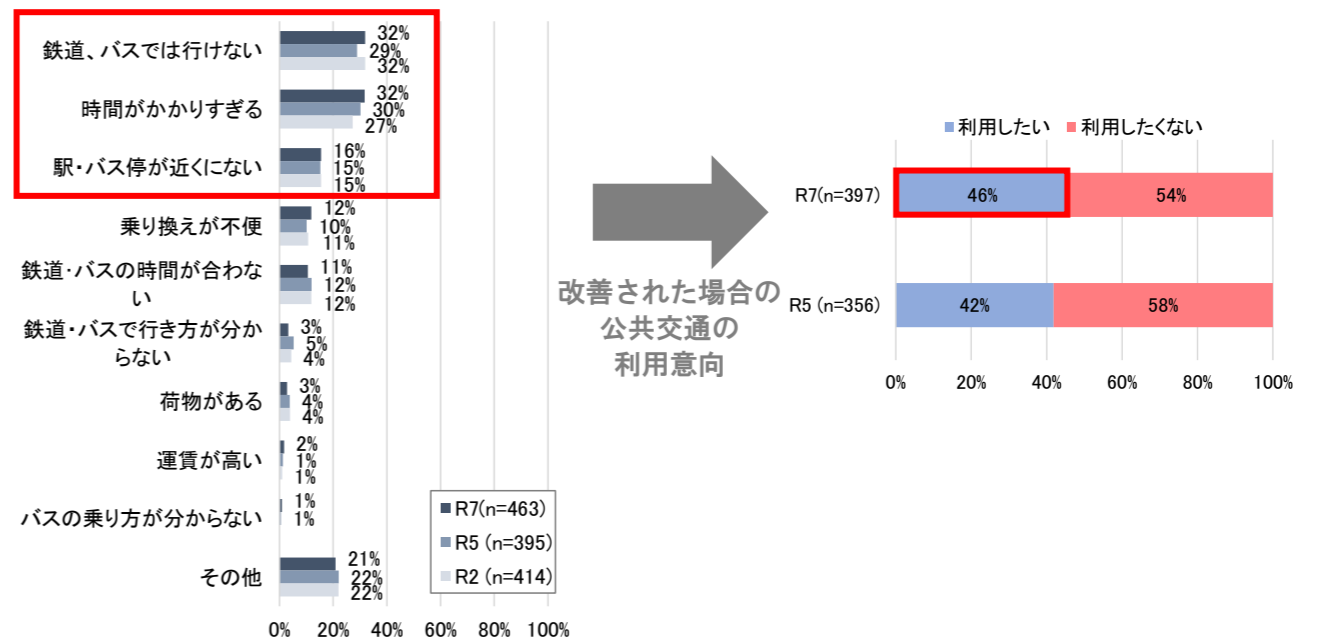 鉄道、バスでは行けない
32%
29%
32%
時間がかかりすぎる
32%
30%
27%
駅・バス停が近くにない
16%
15%
15%
乗り換えが不便
12%
10%
11%
鉄道・バスの時間が合わな
い
11%
12%
12%
鉄道・バスで行き方が分か
らない
3%
5%
4%
荷物がある
3%
4%
4%
運賃が高い
2%
1%
1%
バスの乗り方が分からない
1%
1%
その他
21%
22%
22%
0% 20% 40% 60% 80% 100%
R7(n=463)
R5 (n=395)
R2 (n=414)
改善された場合の
公共交通の
利用意向
利用したい 利用したくない
R7(n=397) 46% 54%
R5 (n=356) 42% 58%
0% 20% 40% 60% 80% 100%